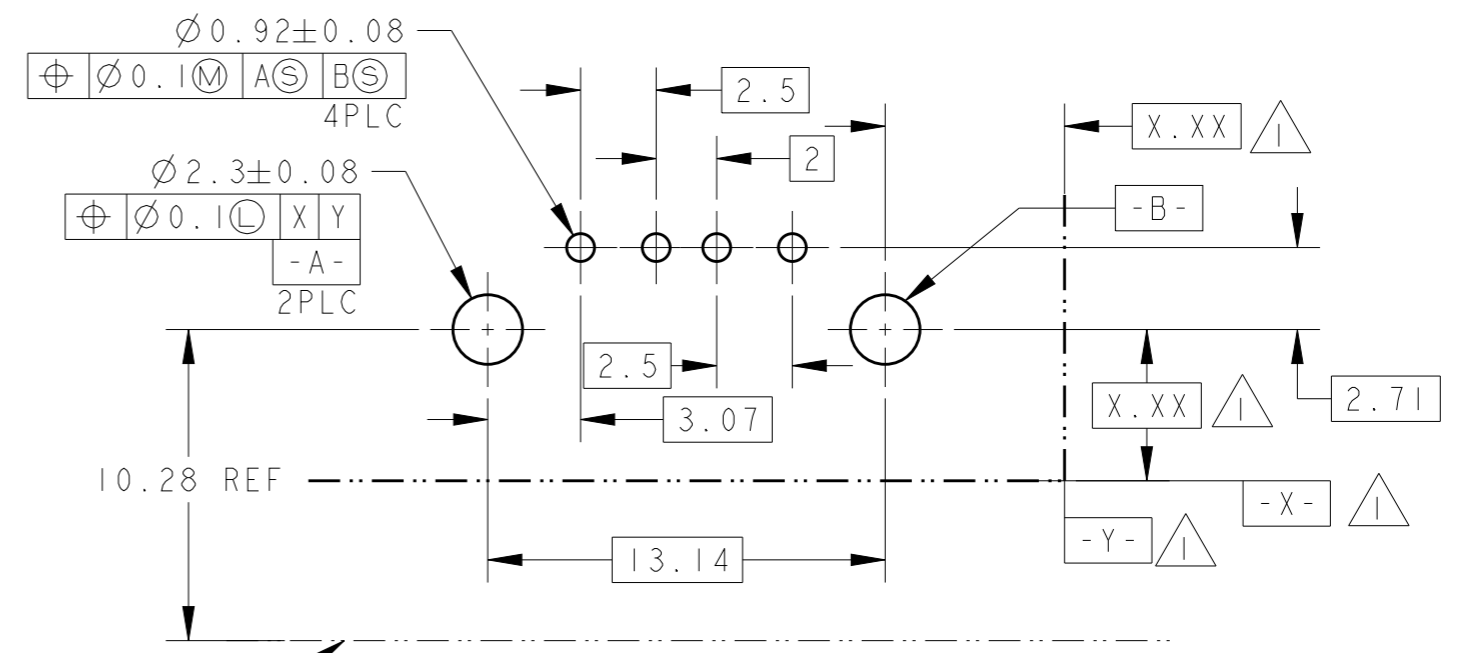 Ø0.92±0.08
⌖ Ø0.1Ⓜ AⓈ BⓈ
4PLC
2.5
X.XX 1
2
Ø2.3±0.08
⌖ Ø0.1Ⓛ X Y
-A-
2PLC
-B-
2.5
3.07
X.XX 1
2.71
10.28 REF
-X- 1
-Y- 1
13.14